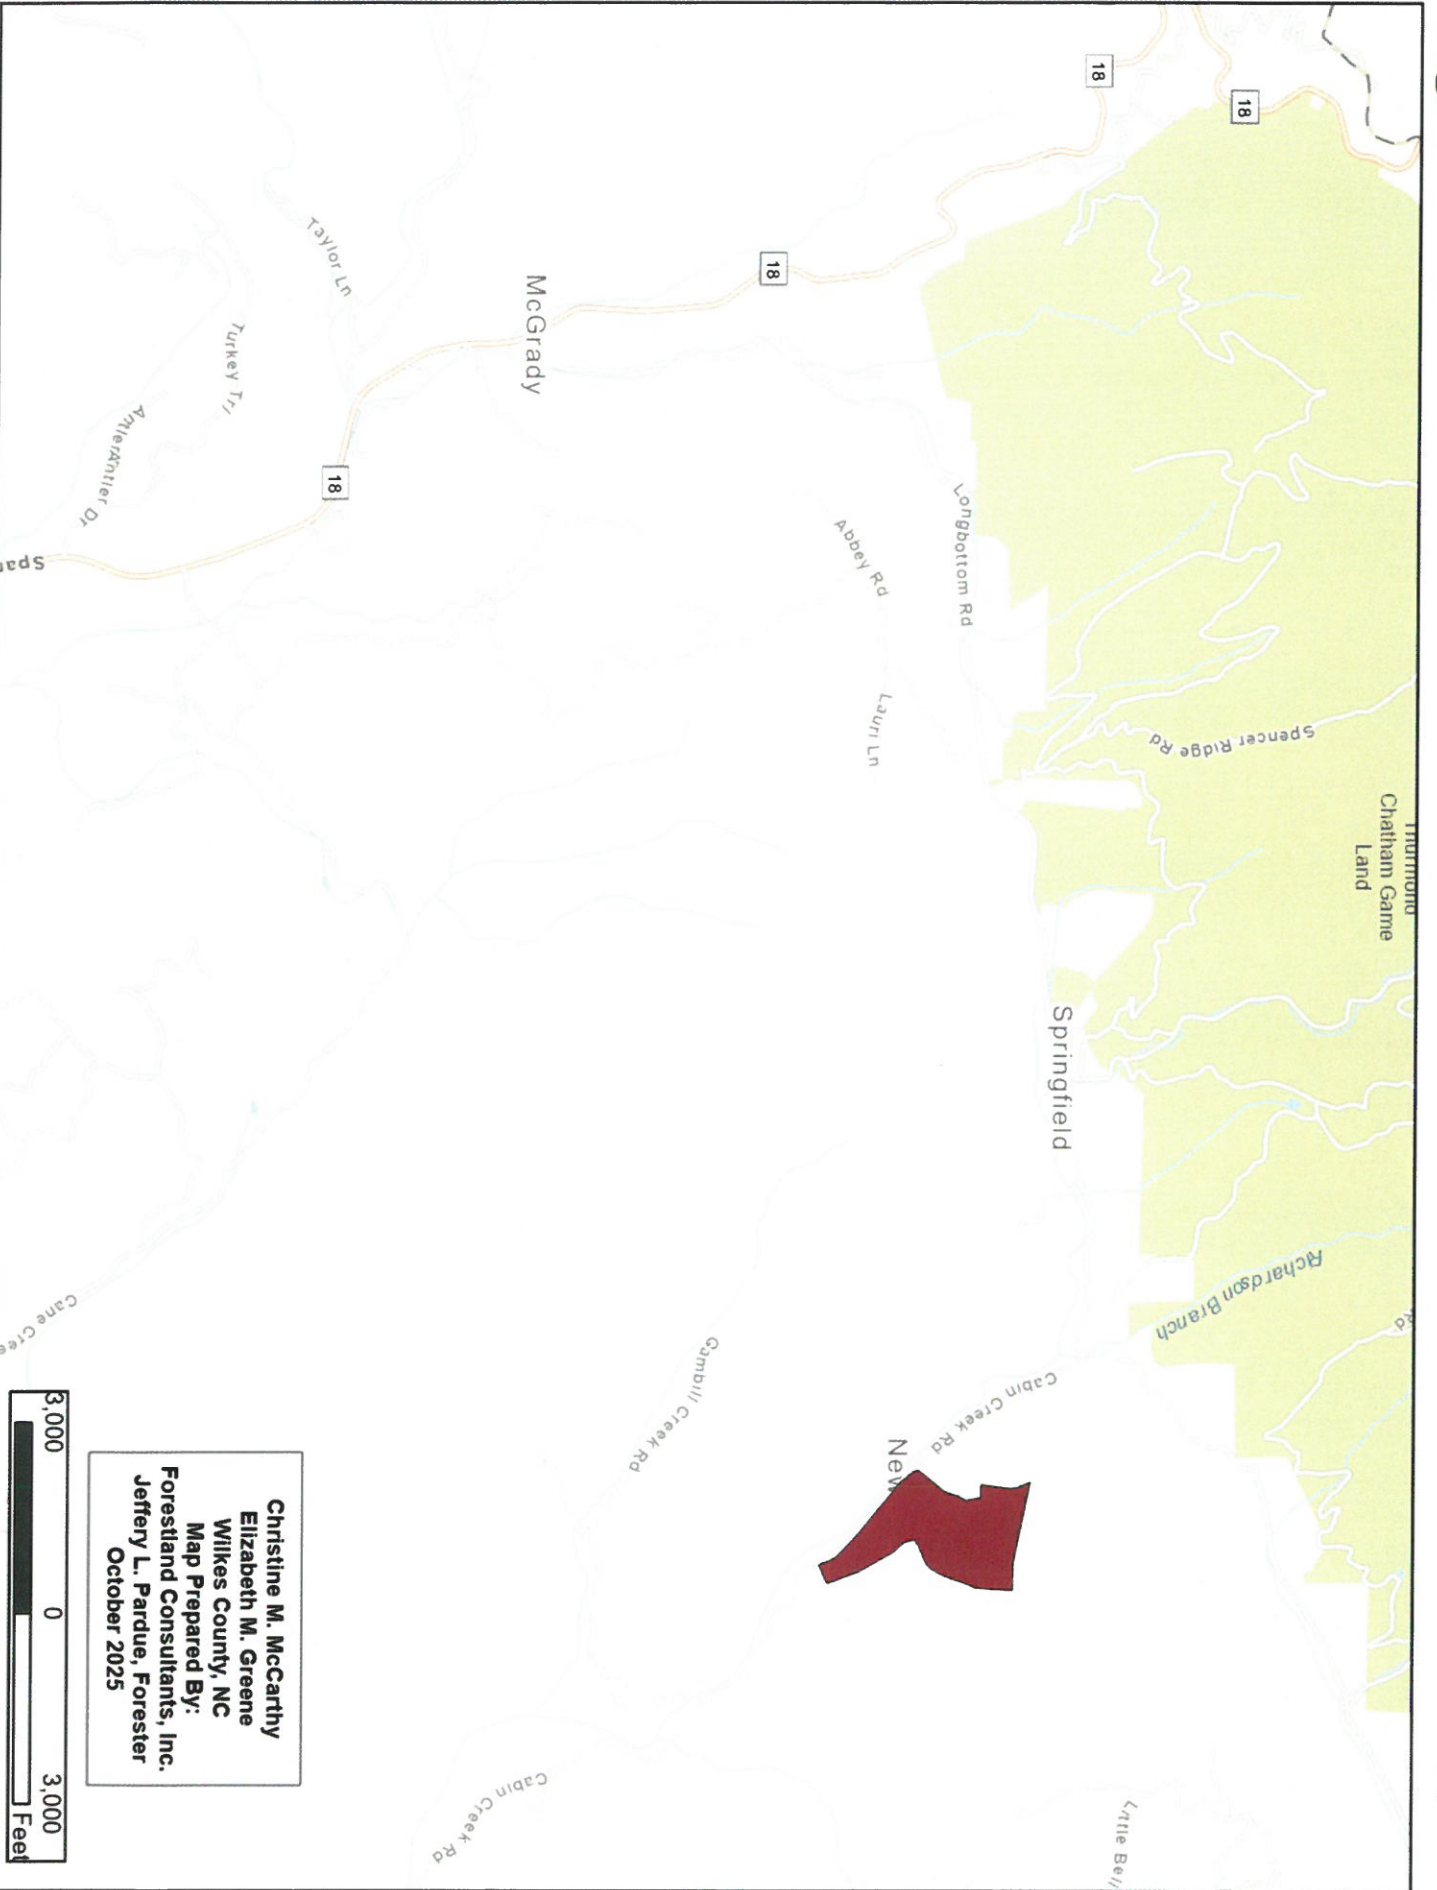 18
18
Thurmond
Chatham Game
Land
Spencer Ridge Rd
Richardson Branch
Rd
Little Bell
Longbottom Rd
Springfield
Cabin Creek Rd
New
Abbey Rd
Lauri Ln
18
McGrady
Gambill Creek Rd
Cabin Creek Rd
Taylor Ln
18
Turkey Trl
Antler
Antler Dr
Spar
Cane Cree
Christine M. McCarthy
Elizabeth M. Greene
Wilkes County, NC
Map Prepared By:
Forestland Consultants, Inc.
Jeffery L. Pardue, Forester
October 2025
3,000 0 3,000
Feet